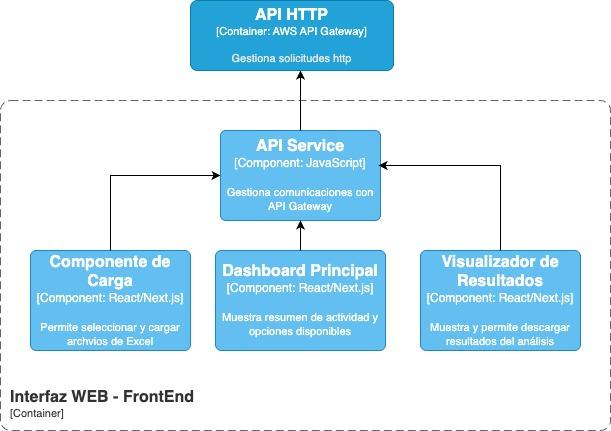 API HTTP
[Container: AWS API Gateway]
Gestiona solicitudes http
API Service
[Component: JavaScript]
Gestiona comunicaciones con
API Gateway
Componente de
Carga
[Component: React/Next.js]
Permite seleccionar y cargar
archvios de Excel
Dashboard Principal
[Component: React/Next.js]
Muestra resumen de actividad y
opciones disponibles
Visualizador de
Resultados
[Component: React/Next.js]
Muestra y permite descargar
resultados del análisis
Interfaz WEB - FrontEnd
[Container]